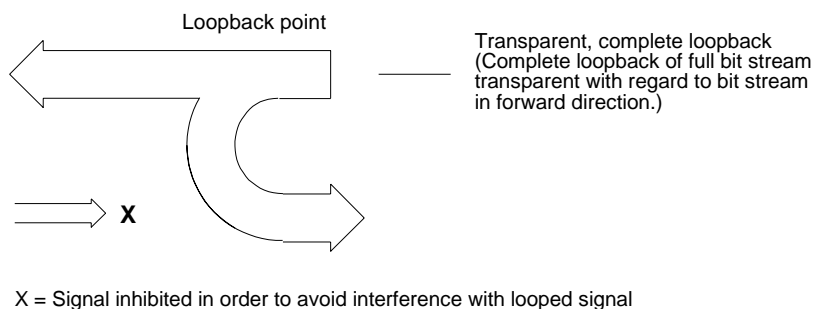 Loopback point
Transparent, complete loopback
(Complete loopback of full bit stream
transparent with regard to bit stream
in forward direction.)
X
X = Signal inhibited in order to avoid interference with looped signal